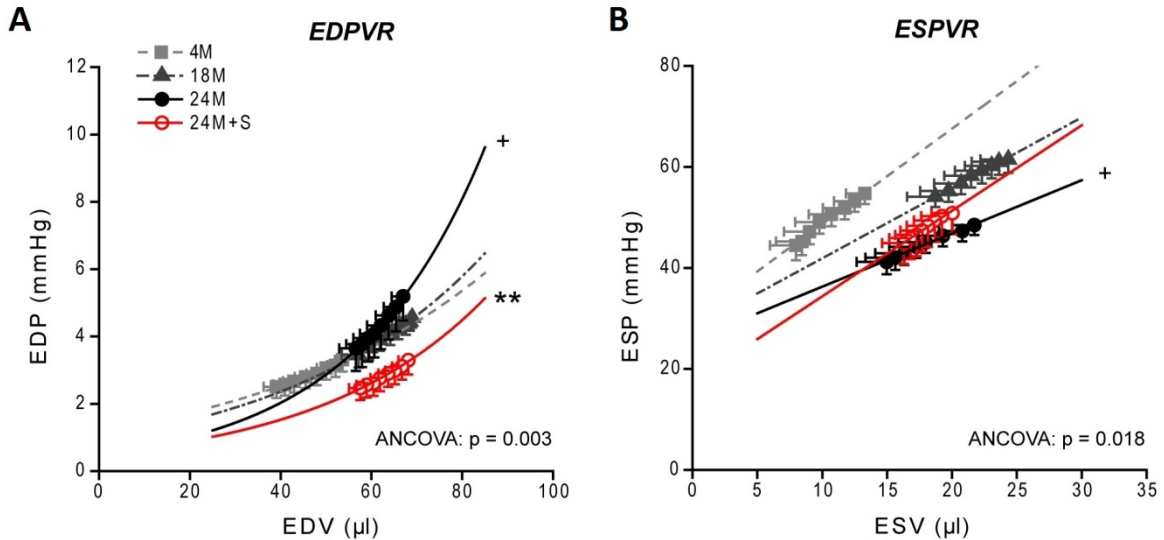 A
EDPVR
4M
18M
24M
24M+S
12
10
8
6
4
2
0
EDP (mmHg)
+
**
ANCOVA: p = 0.003
0 20 40 60 80 100
EDV (µl)
B
ESPVR
80
60
40
20
0
ESP (mmHg)
+
ANCOVA: p = 0.018
0 5 10 15 20 25 30 35
ESV (µl)